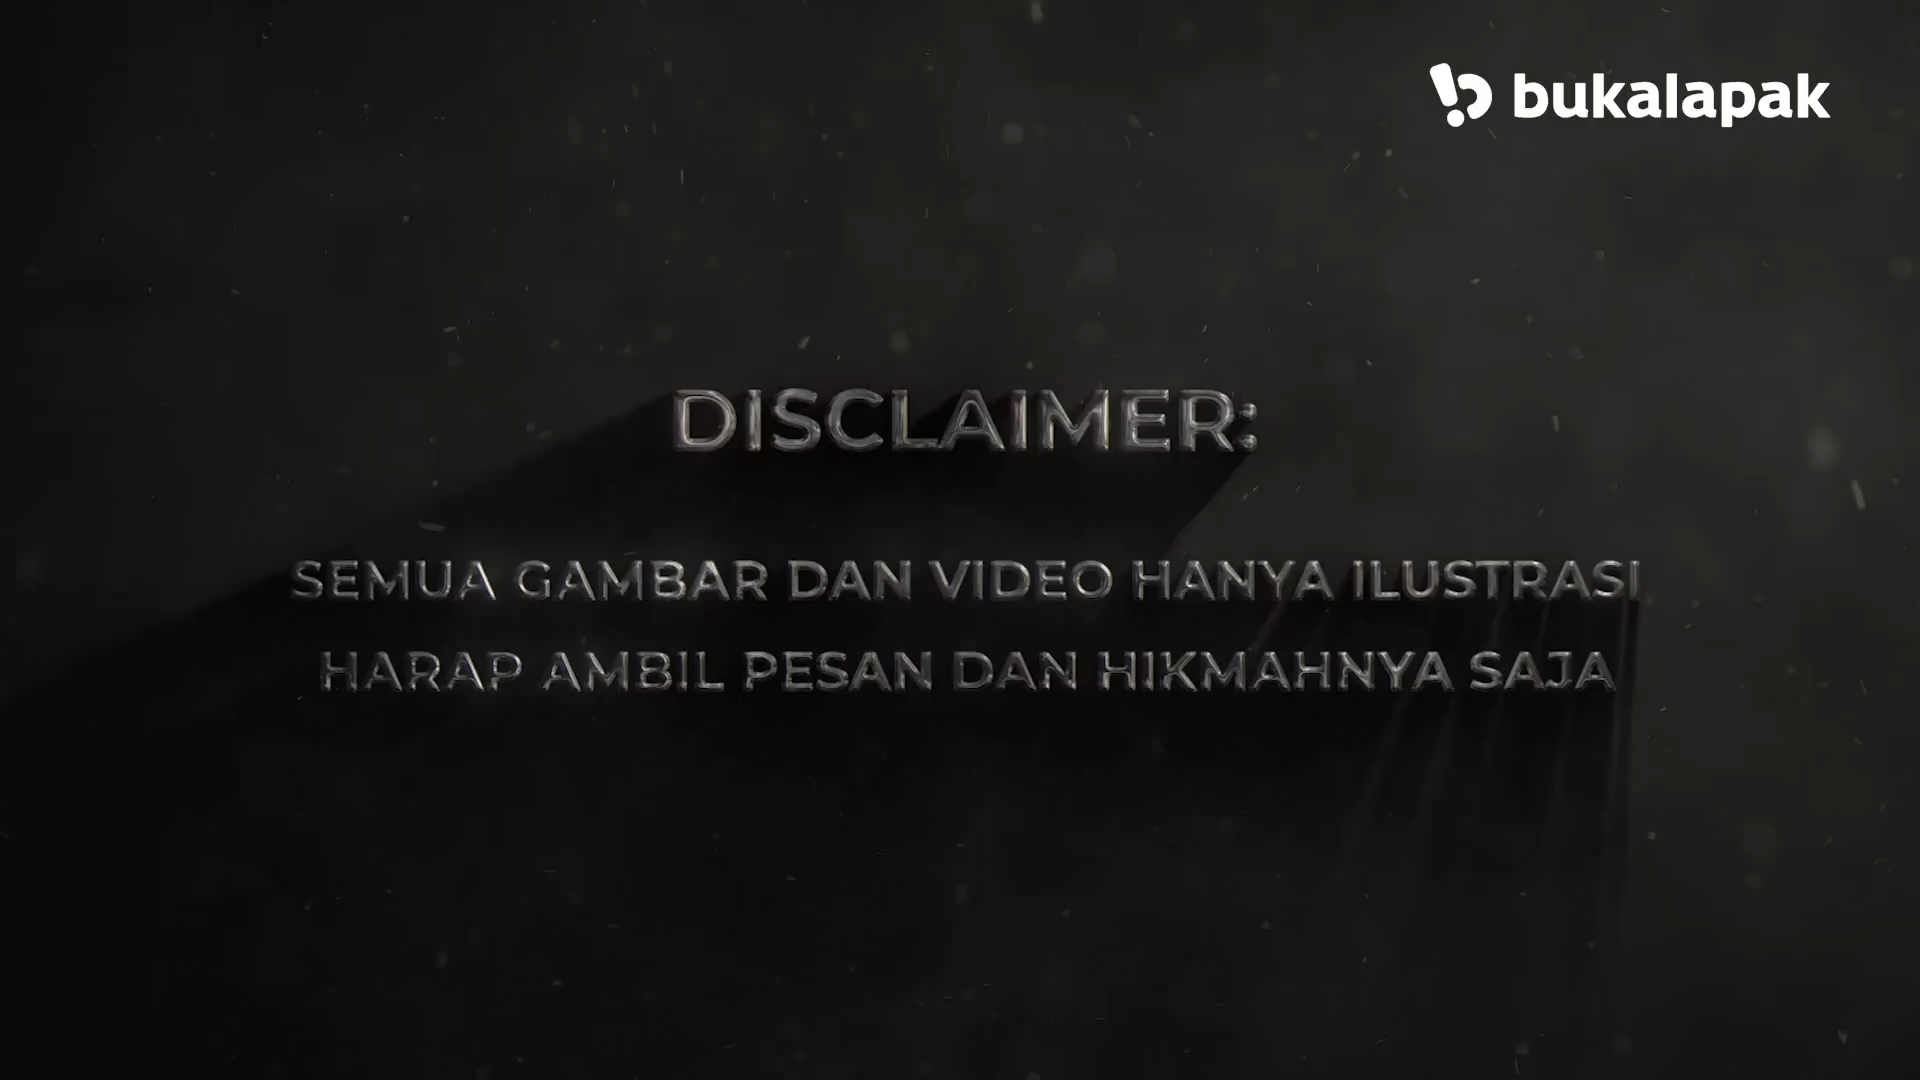 bukalapak
DISCLAIMER:
SEMUA GAMBAR DAN VIDEO HANYA ILUSTRASI
HARAP AMBIL PESAN DAN HIKMAHNYA SAJA